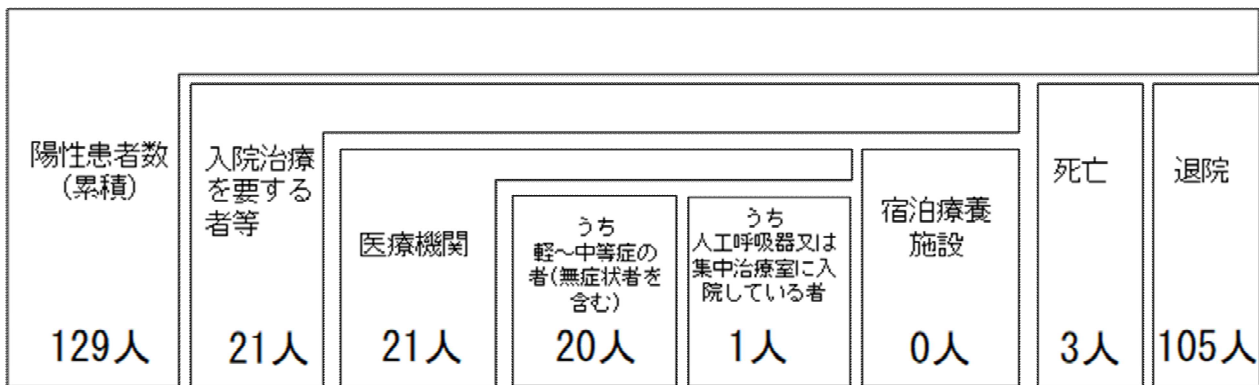 陽性患者数
(累積)
129人
入院治療
を要する
者等
21人
医療機関
21人
うち
軽～中等症の
者(無症状者を
含む)
20人
うち
人工呼吸器又は
集中治療室に入
院している者
1人
宿泊療養
施設
0人
死亡
3人
退院
105人